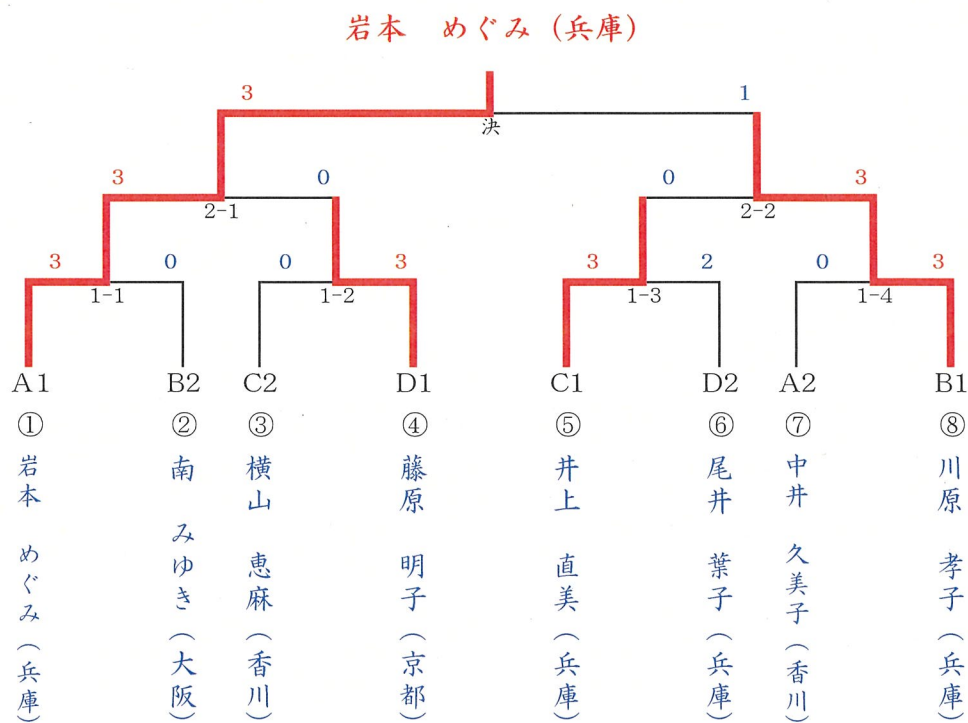 岩本 めぐみ (兵庫)
3 1
決
3 0 0 3
2-1 2-2
3 0 0 3 3 2 0 3
1-1 1-2 1-3 1-4
A1 B2 C2 D1 C1 D2 A2 B1
① ② ③ ④ ⑤ ⑥ ⑦ ⑧
岩本 めぐみ (兵庫)
南 みゆき (大阪)
横山 恵麻 (香川)
藤原 明子 (京都)
井上 直美 (兵庫)
尾井 葉子 (兵庫)
中井 久美子 (香川)
川原 孝子 (兵庫)